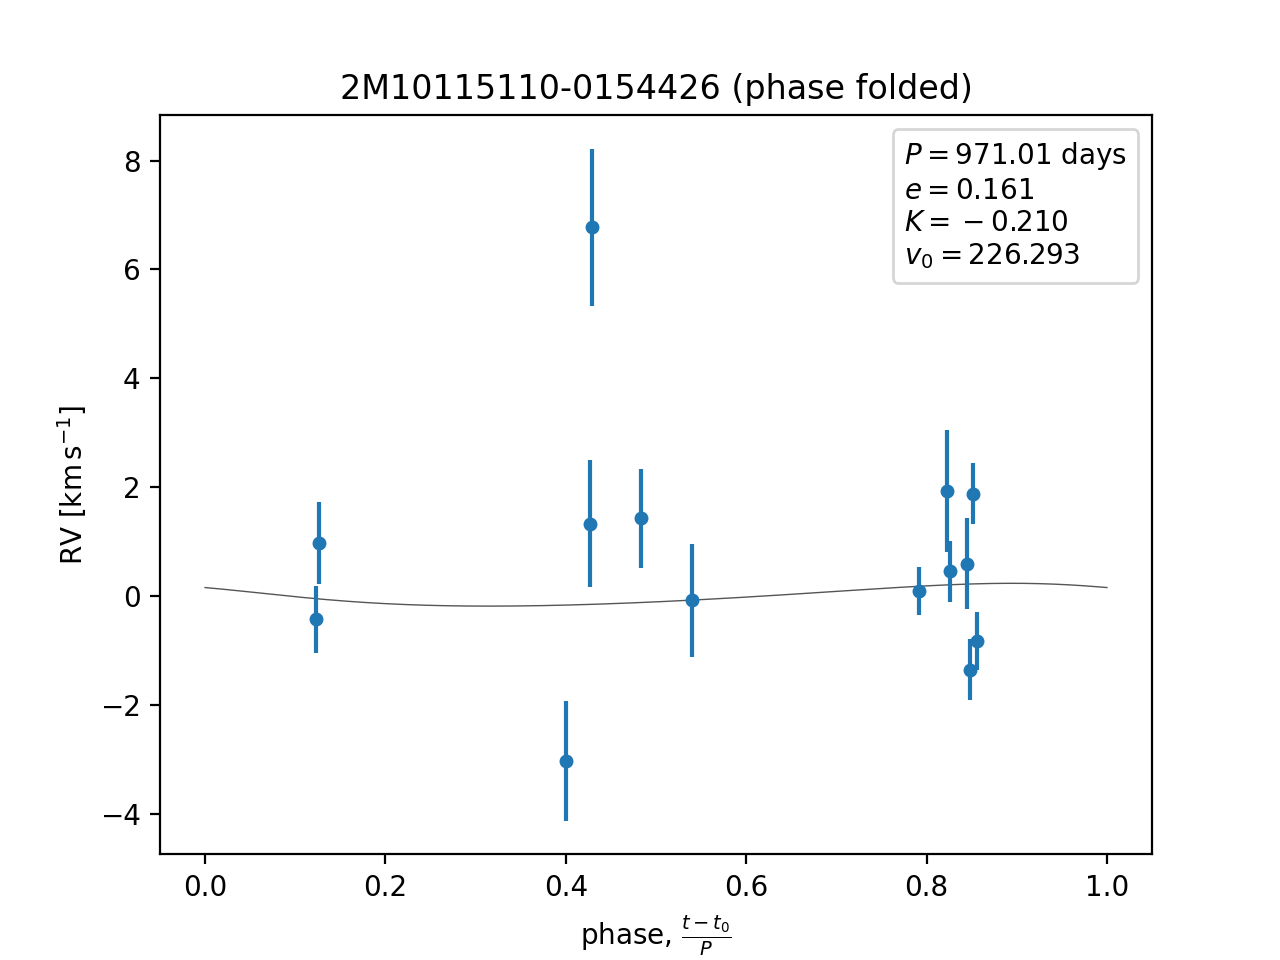 2M10115110-0154426 (phase folded)
P = 971.01 days
e = 0.161
K = −0.210
v₀ = 226.293
8
6
4
2
0
−2
−4
RV [km s⁻¹]
0.0 0.2 0.4 0.6 0.8 1.0
phase, (t − t₀)/P